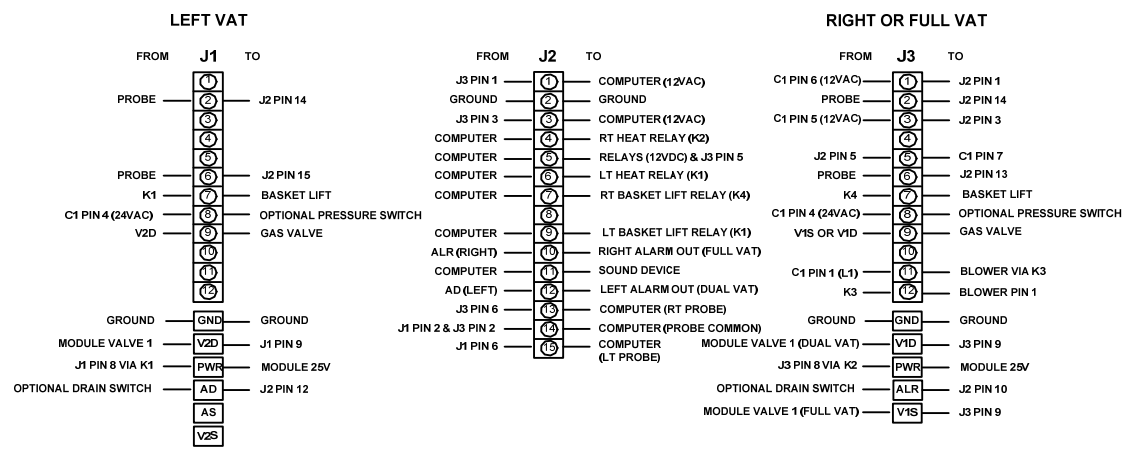 LEFT VAT
FROM J1 TO
1
PROBE 2 J2 PIN 14
3
4
5
PROBE 6 J2 PIN 15
K1 7 BASKET LIFT
C1 PIN 4 (24VAC) 8 OPTIONAL PRESSURE SWITCH
V2D 9 GAS VALVE
10
11
12
GROUND GND GROUND
MODULE VALVE 1 V2D J1 PIN 9
J1 PIN 8 VIA K1 PWR MODULE 25V
OPTIONAL DRAIN SWITCH AD J2 PIN 12
AS
V2S
FROM J2 TO
J3 PIN 1 1 COMPUTER (12VAC)
GROUND 2 GROUND
J3 PIN 3 3 COMPUTER (12VAC)
COMPUTER 4 RT HEAT RELAY (K2)
COMPUTER 5 RELAYS (12VDC) & J3 PIN 5
COMPUTER 6 LT HEAT RELAY (K1)
COMPUTER 7 RT BASKET LIFT RELAY (K4)
8
COMPUTER 9 LT BASKET LIFT RELAY (K1)
ALR (RIGHT) 10 RIGHT ALARM OUT (FULL VAT)
COMPUTER 11 SOUND DEVICE
AD (LEFT) 12 LEFT ALARM OUT (DUAL VAT)
J3 PIN 6 13 COMPUTER (RT PROBE)
J1 PIN 2 & J3 PIN 2 14 COMPUTER (PROBE COMMON)
J1 PIN 6 15 COMPUTER
(LT PROBE)
RIGHT OR FULL VAT
FROM J3 TO
C1 PIN 6 (12VAC) 1 J2 PIN 1
PROBE 2 J2 PIN 14
C1 PIN 5 (12VAC) 3 J2 PIN 3
4
J2 PIN 5 5 C1 PIN 7
PROBE 6 J2 PIN 13
K4 7 BASKET LIFT
C1 PIN 4 (24VAC) 8 OPTIONAL PRESSURE SWITCH
V1S OR V1D 9 GAS VALVE
10
C1 PIN 1 (L1) 11 BLOWER VIA K3
K3 12 BLOWER PIN 1
GROUND GND GROUND
MODULE VALVE 1 (DUAL VAT) V1D J3 PIN 9
J3 PIN 8 VIA K2 PWR MODULE 25V
OPTIONAL DRAIN SWITCH ALR J2 PIN 10
MODULE VALVE 1 (FULL VAT) V1S J3 PIN 9